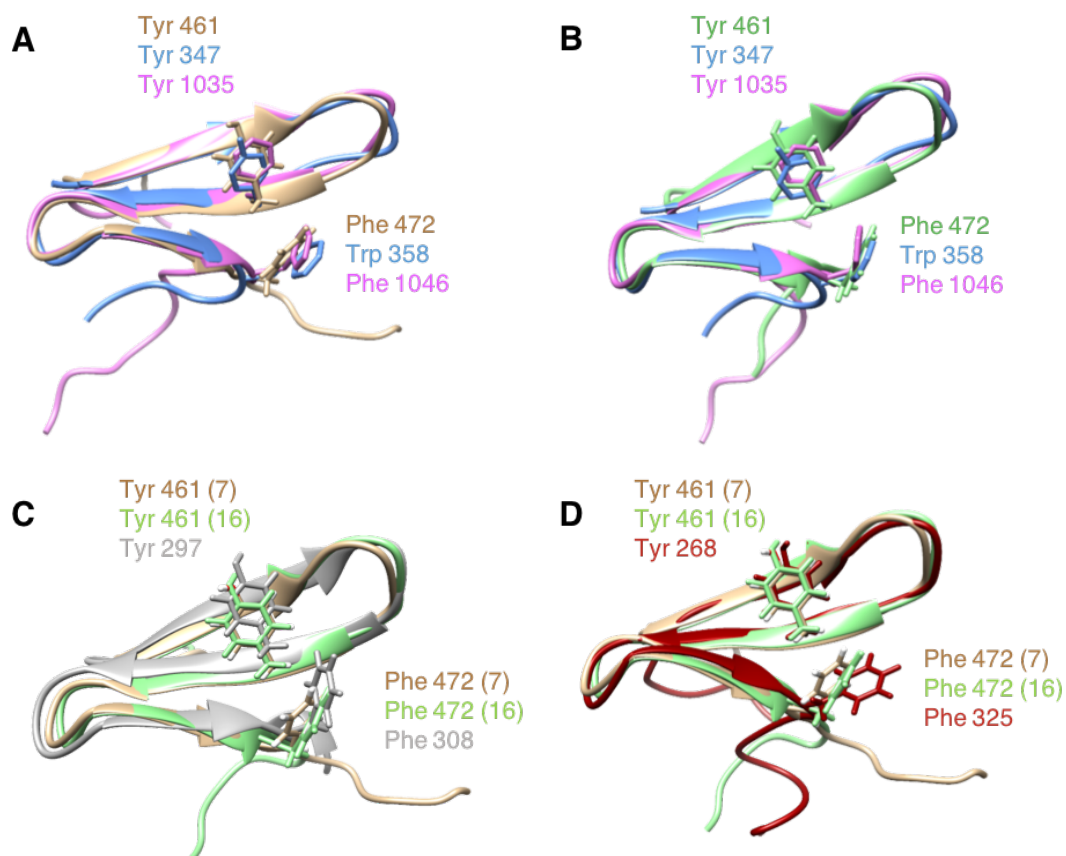 A
Tyr 461
Tyr 347
Tyr 1035
Phe 472
Trp 358
Phe 1046
B
Tyr 461
Tyr 347
Tyr 1035
Phe 472
Trp 358
Phe 1046
C
Tyr 461 (7)
Tyr 461 (16)
Tyr 297
Phe 472 (7)
Phe 472 (16)
Phe 308
D
Tyr 461 (7)
Tyr 461 (16)
Tyr 268
Phe 472 (7)
Phe 472 (16)
Phe 325